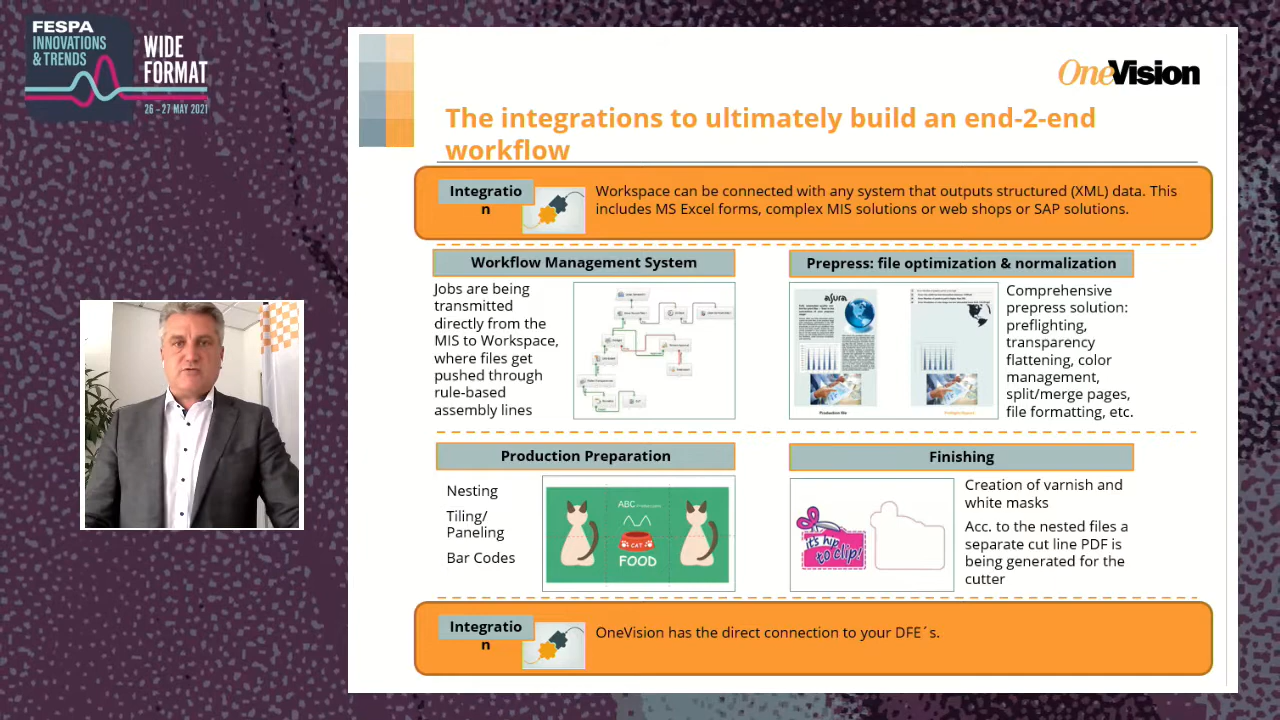 FESPA
INNOVATIONS
& TRENDS
WIDE
FORMAT
26 - 27 MAY 2021
OneVision
The integrations to ultimately build an end-2-end
workflow
Integratio
n
Workspace can be connected with any system that outputs structured (XML) data. This
includes MS Excel forms, complex MIS solutions or web shops or SAP solutions.
Workflow Management System
Jobs are being
transmitted
directly from the
MIS to Workspace,
where files get
pushed through
rule-based
assembly lines
Prepress: file optimization & normalization
asura
Comprehensive
prepress solution:
preflighting,
transparency
flattening, color
management,
split/merge pages,
file formatting, etc.
Production Preparation
Nesting
Tiling/
Paneling
Bar Codes
ABC
CAT
FOOD
Finishing
it's hip
to clip!
Creation of varnish and
white masks
Acc. to the nested files a
separate cut line PDF is
being generated for the
cutter
Integratio
n
OneVision has the direct connection to your DFE´s.